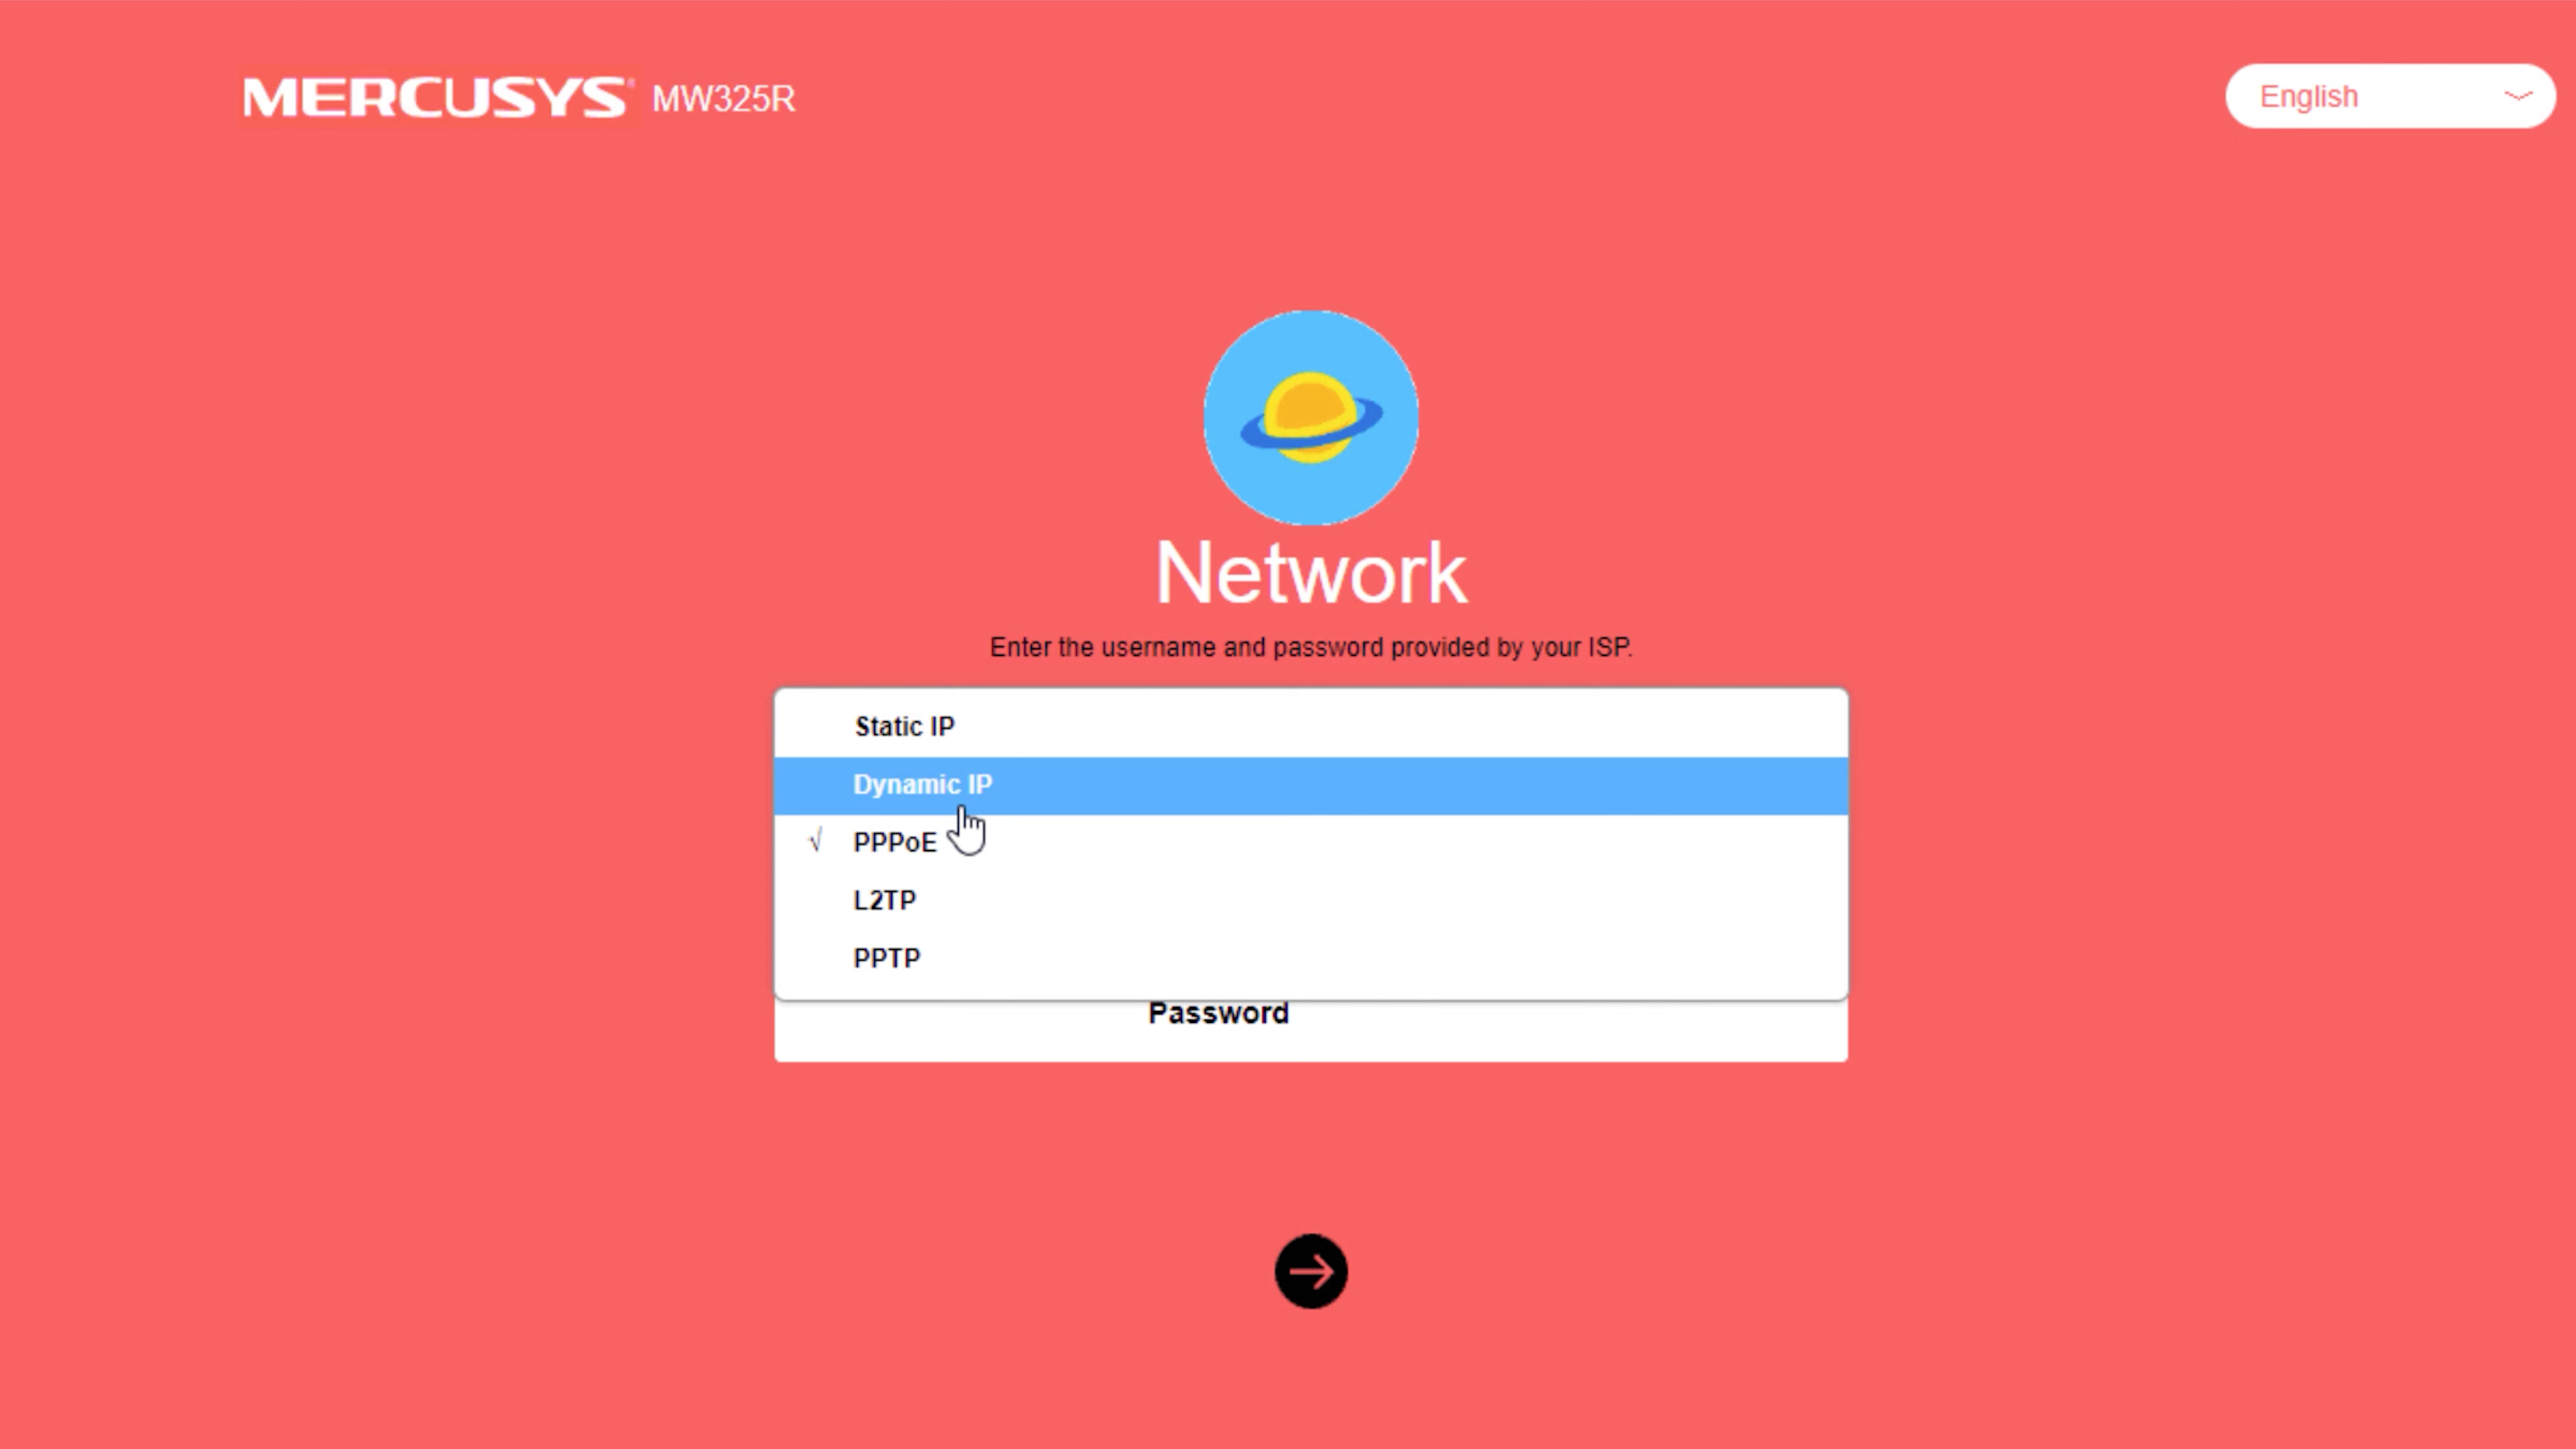 MERCUSYS® MW325R
English
Network
Enter the username and password provided by your ISP.
Static IP
Dynamic IP
√ PPPoE
L2TP
PPTP
Password